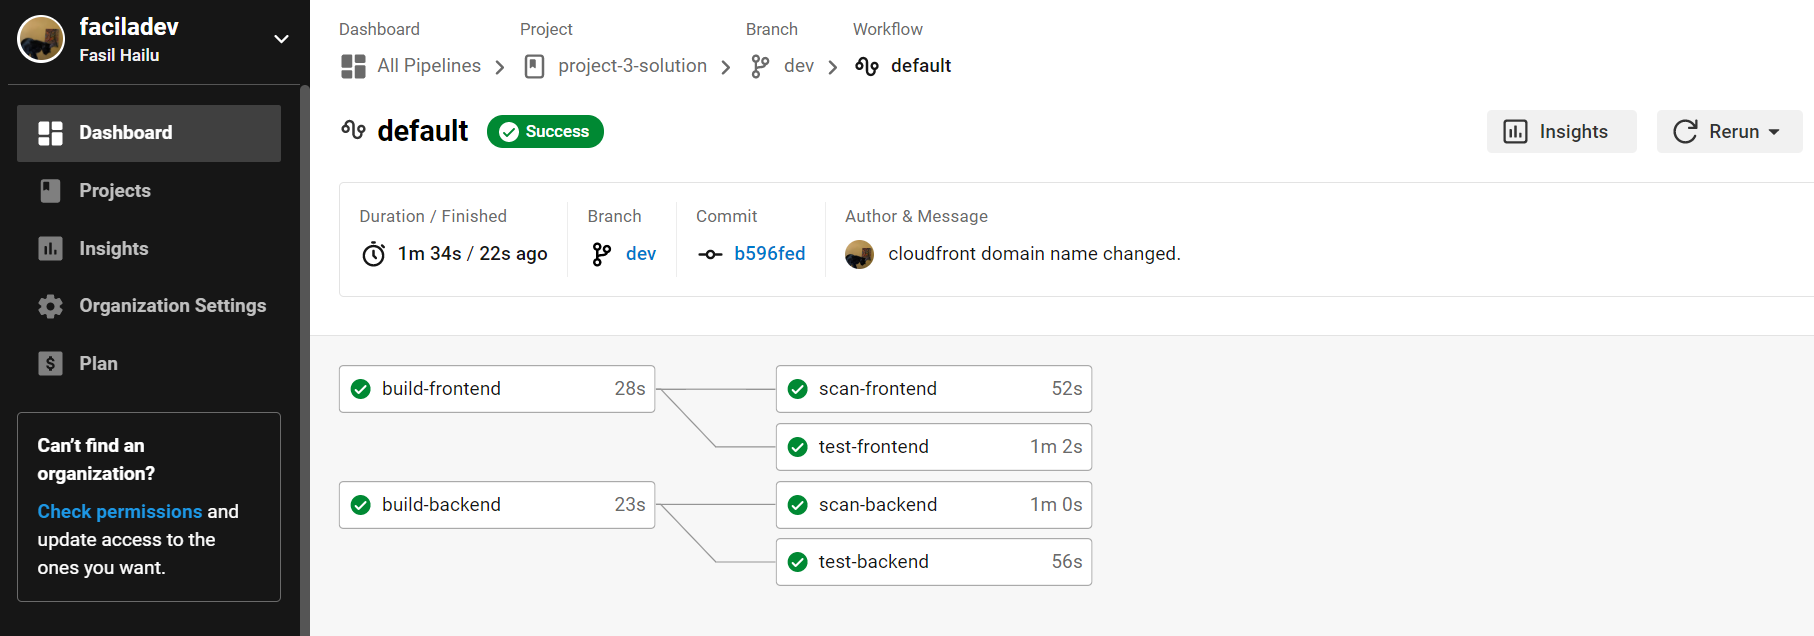 faciladev
Fasil Hailu
Dashboard
Projects
Insights
Organization Settings
Plan
Can't find an
organization?
Check permissions and
update access to the
ones you want.
Dashboard Project Branch Workflow
All Pipelines project-3-solution dev default
default Success Insights Rerun
Duration / Finished Branch Commit Author & Message
1m 34s / 22s ago dev b596fed cloudfront domain name changed.
build-frontend 28s scan-frontend 52s
test-frontend 1m 2s
build-backend 23s scan-backend 1m 0s
test-backend 56s